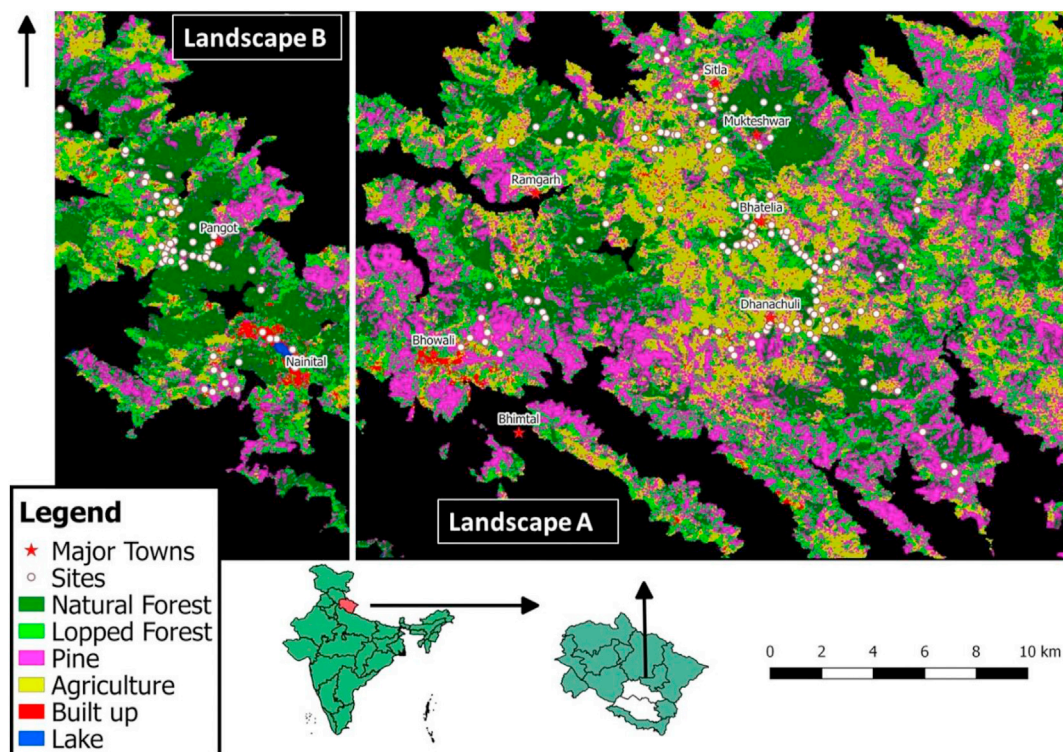 Landscape B
Sitla
Mukteshwar
Ramgarh
Bhatelia
Pangot
Dhanachuli
Bhowali
Nainital
Bhimtal
Landscape A
Legend
Major Towns
Sites
Natural Forest
Lopped Forest
Pine
Agriculture
Built up
Lake
0 2 4 6 8 10 km